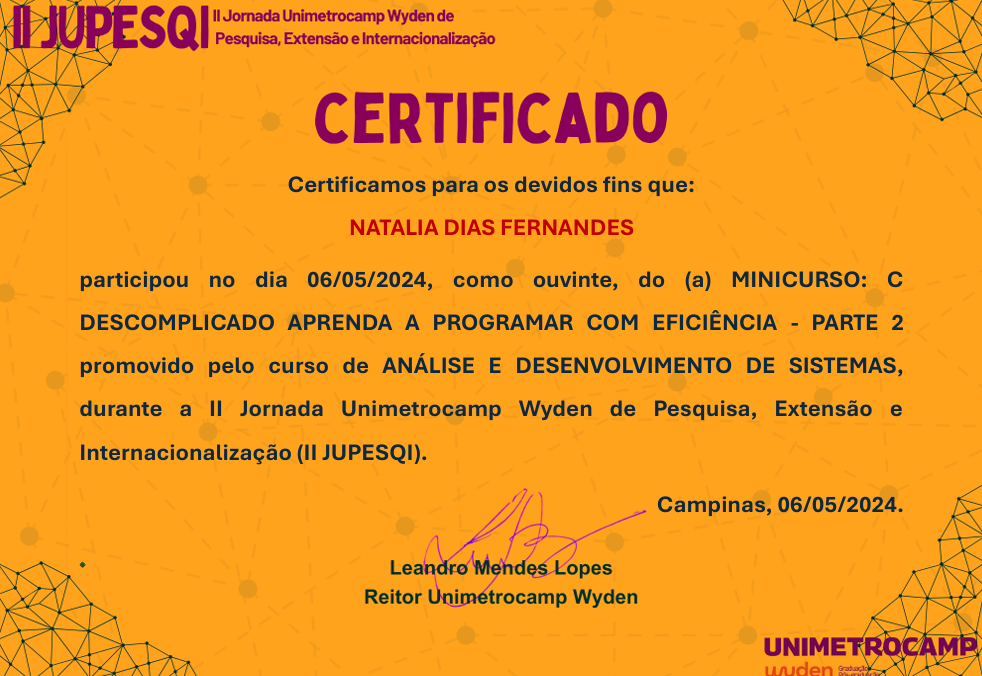 II JUPESQI
II Jornada Unimetrocamp Wyden de
Pesquisa, Extensão e Internacionalização
CERTIFICADO
Certificamos para os devidos fins que:
NATALIA DIAS FERNANDES
participou no dia 06/05/2024, como ouvinte, do (a) MINICURSO: C
DESCOMPLICADO APRENDA A PROGRAMAR COM EFICIÊNCIA - PARTE 2
promovido pelo curso de ANÁLISE E DESENVOLVIMENTO DE SISTEMAS,
durante a II Jornada Unimetrocamp Wyden de Pesquisa, Extensão e
Internacionalização (II JUPESQI).
Campinas, 06/05/2024.
Leandro Mendes Lopes
Reitor Unimetrocamp Wyden
UNIMETROCAMP
wyden
Graduação